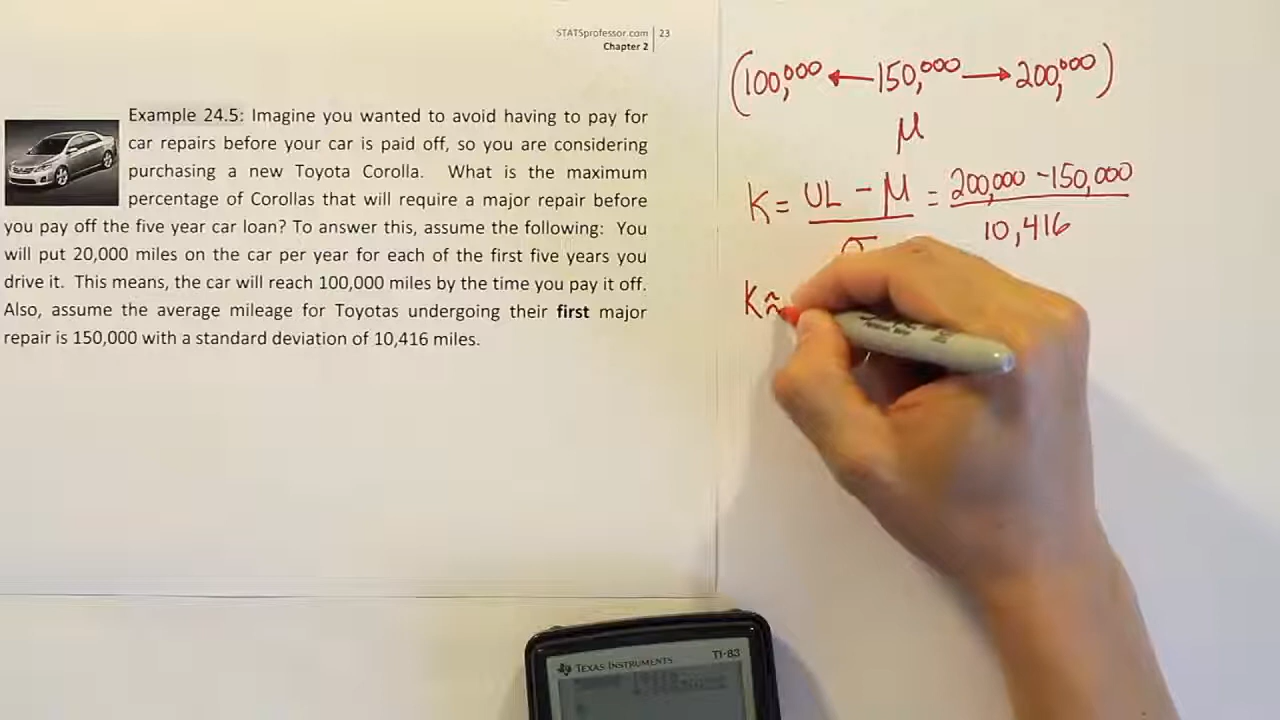 STATSprofessor.com | 23
Chapter 2
Example 24.5: Imagine you wanted to avoid having to pay for
car repairs before your car is paid off, so you are considering
purchasing a new Toyota Corolla. What is the maximum
percentage of Corollas that will require a major repair before
you pay off the five year car loan? To answer this, assume the following: You
will put 20,000 miles on the car per year for each of the first five years you
drive it. This means, the car will reach 100,000 miles by the time you pay it off.
Also, assume the average mileage for Toyotas undergoing their first major
repair is 150,000 with a standard deviation of 10,416 miles.
(100,000 ← 150,000 → 200,000)
μ
K = UL - μ = 200,000 - 150,000
σ 10,416
K ≈
TEXAS INSTRUMENTS TI-83